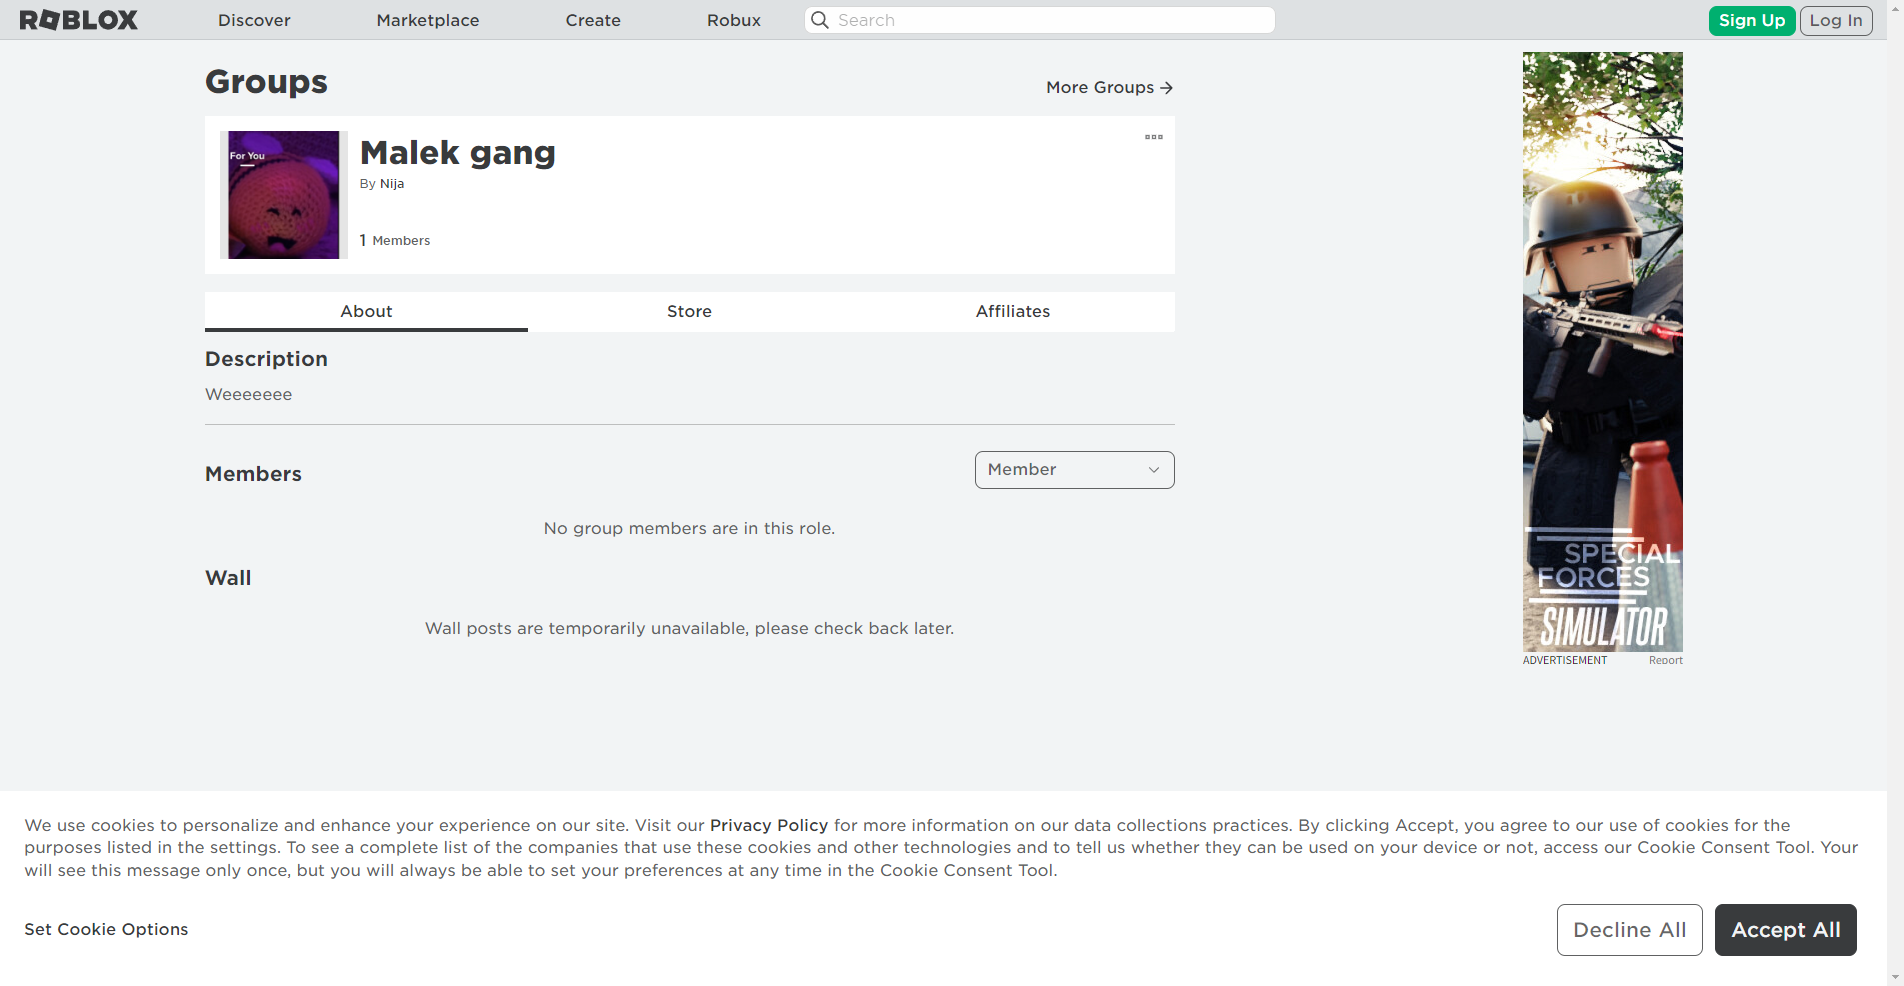 ROBLOX
Discover
Marketplace
Create
Robux
Search
Sign Up
Log In
Groups
More Groups
For You
Malek gang
By Nija
1 Members
About
Store
Affiliates
Description
Weeeeeee
Members
Member
No group members are in this role.
Wall
Wall posts are temporarily unavailable, please check back later.
SPECIAL
FORCES
SIMULATOR
ADVERTISEMENT
Report
We use cookies to personalize and enhance your experience on our site. Visit our Privacy Policy for more information on our data collections practices. By clicking Accept, you agree to our use of cookies for the
purposes listed in the settings. To see a complete list of the companies that use these cookies and other technologies and to tell us whether they can be used on your device or not, access our Cookie Consent Tool. Your
will see this message only once, but you will always be able to set your preferences at any time in the Cookie Consent Tool.
Set Cookie Options
Decline All
Accept All